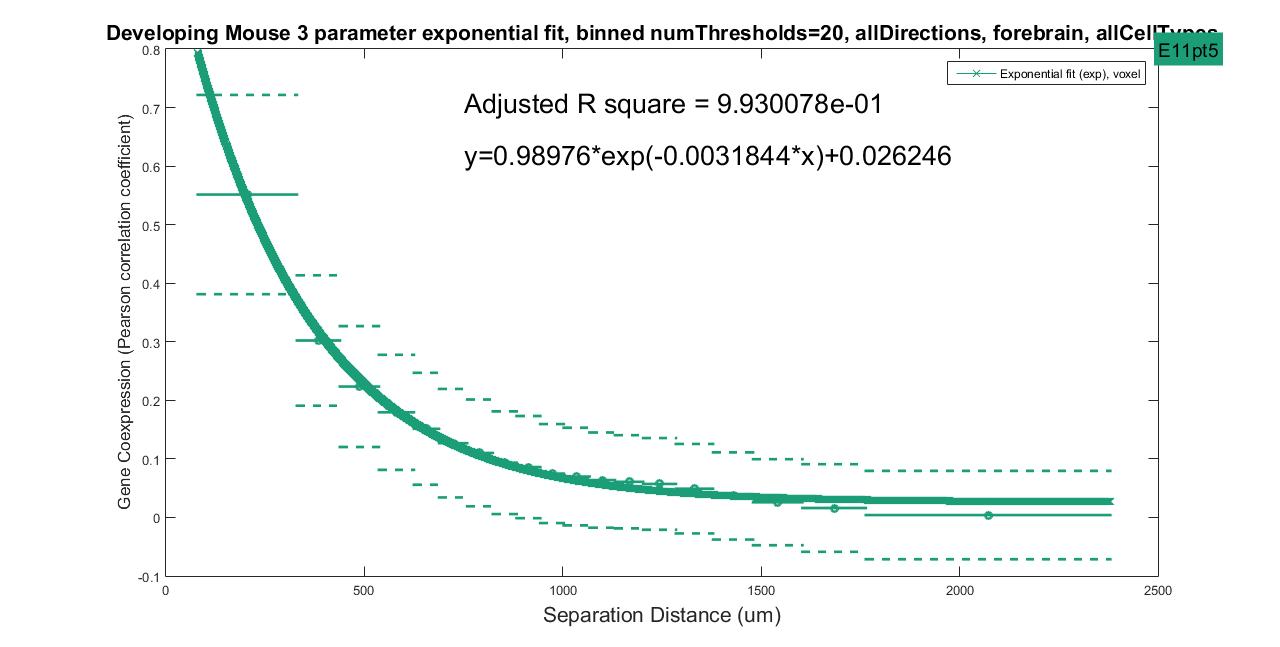 Developing Mouse 3 parameter exponential fit, binned numThresholds=20, allDirections, forebrain, allCellTypes
E11pt5
Exponential fit (exp), voxel
Adjusted R square = 9.930078e-01
y=0.98976*exp(-0.0031844*x)+0.026246
Gene Coexpression (Pearson correlation coefficient)
0.8
0.7
0.6
0.5
0.4
0.3
0.2
0.1
0
-0.1
0
500
1000
1500
2000
2500
Separation Distance (um)